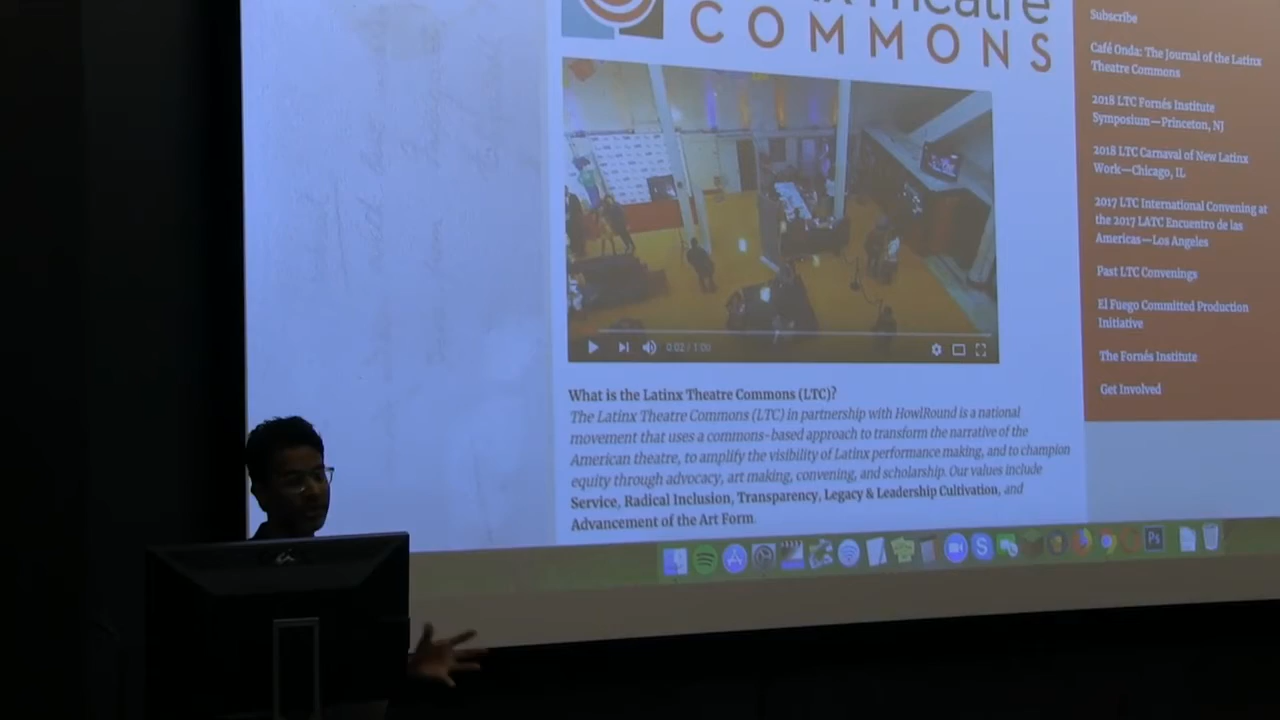 Theatre
COMMONS
0:02 / 1:00
What is the Latinx Theatre Commons (LTC)?
The Latinx Theatre Commons (LTC) in partnership with HowlRound is a national
movement that uses a commons-based approach to transform the narrative of the
American theatre, to amplify the visibility of Latinx performance making, and to champion
equity through advocacy, art making, convening, and scholarship. Our values include
Service, Radical Inclusion, Transparency, Legacy & Leadership Cultivation, and
Advancement of the Art Form.
Subscribe
Café Onda: The Journal of the Latinx
Theatre Commons
2018 LTC Fornés Institute
Symposium—Princeton, NJ
2018 LTC Carnaval of New Latinx
Work—Chicago, IL
2017 LTC International Convening at
the 2017 LATC Encuentro de las
Americas—Los Angeles
Past LTC Convenings
El Fuego Committed Production
Initiative
The Fornés Institute
Get Involved
S
Ps